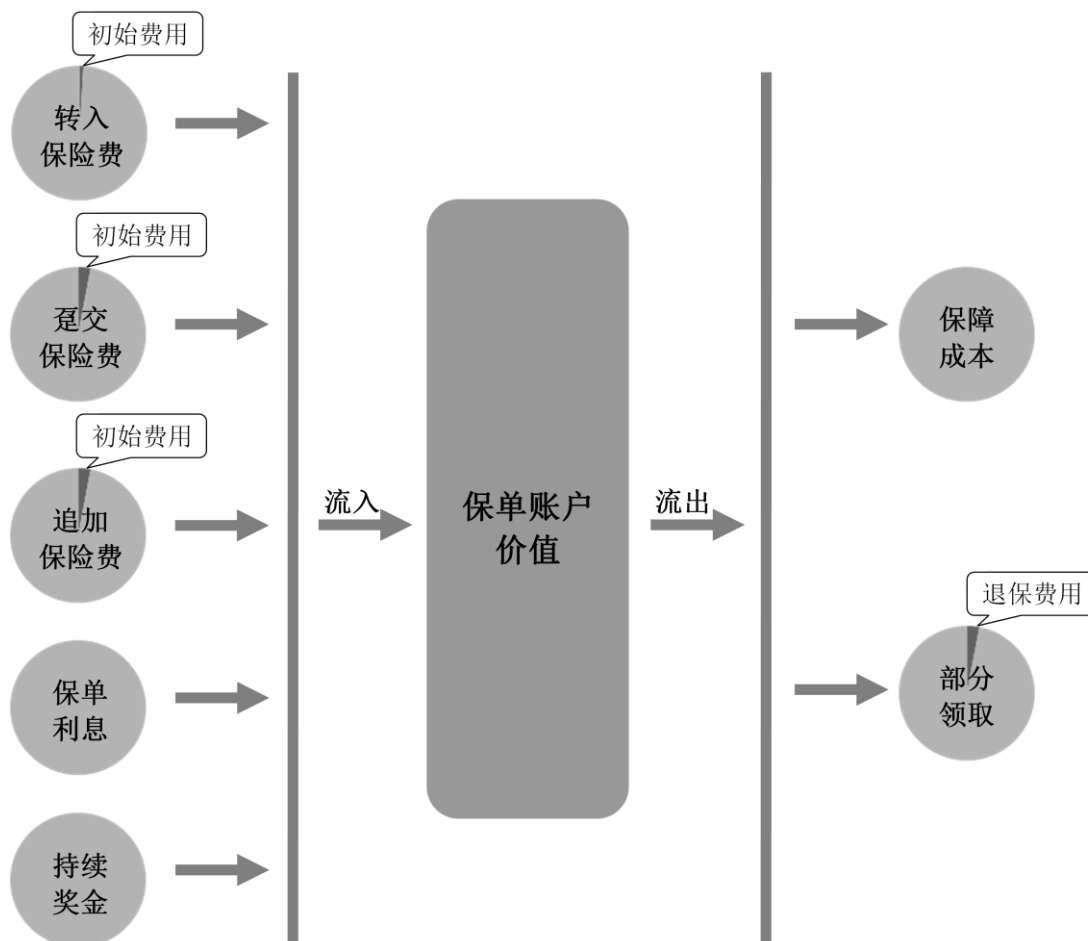 初始费用
转入
保险费
初始费用
趸交
保险费
初始费用
追加
保险费
保单
利息
持续
奖金
流入
保单账户
价值
流出
保障
成本
退保费用
部分
领取